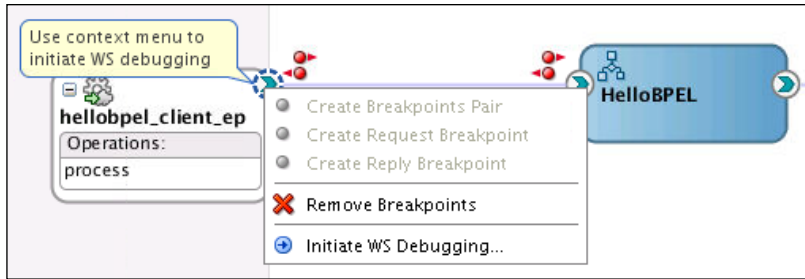 Use context menu to
initiate WS debugging
hellobpel_client_ep
Operations:
process
Create Breakpoints Pair
Create Request Breakpoint
Create Reply Breakpoint
Remove Breakpoints
Initiate WS Debugging...
HelloBPEL